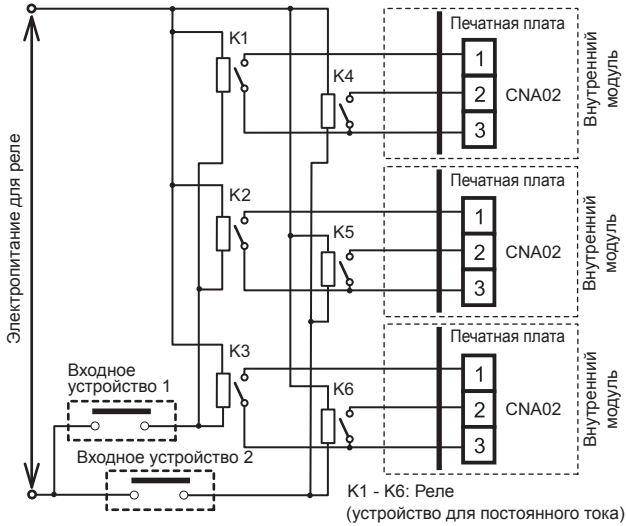 Электропитание для реле
K1
K4
Печатная плата
1
2
3
CNA02
Внутренний
модуль
K2
K5
Печатная плата
1
2
3
CNA02
Внутренний
модуль
K3
K6
Печатная плата
1
2
3
CNA02
Внутренний
модуль
Входное
устройство 1
Входное устройство 2
K1 - K6: Реле
(устройство для постоянного тока)